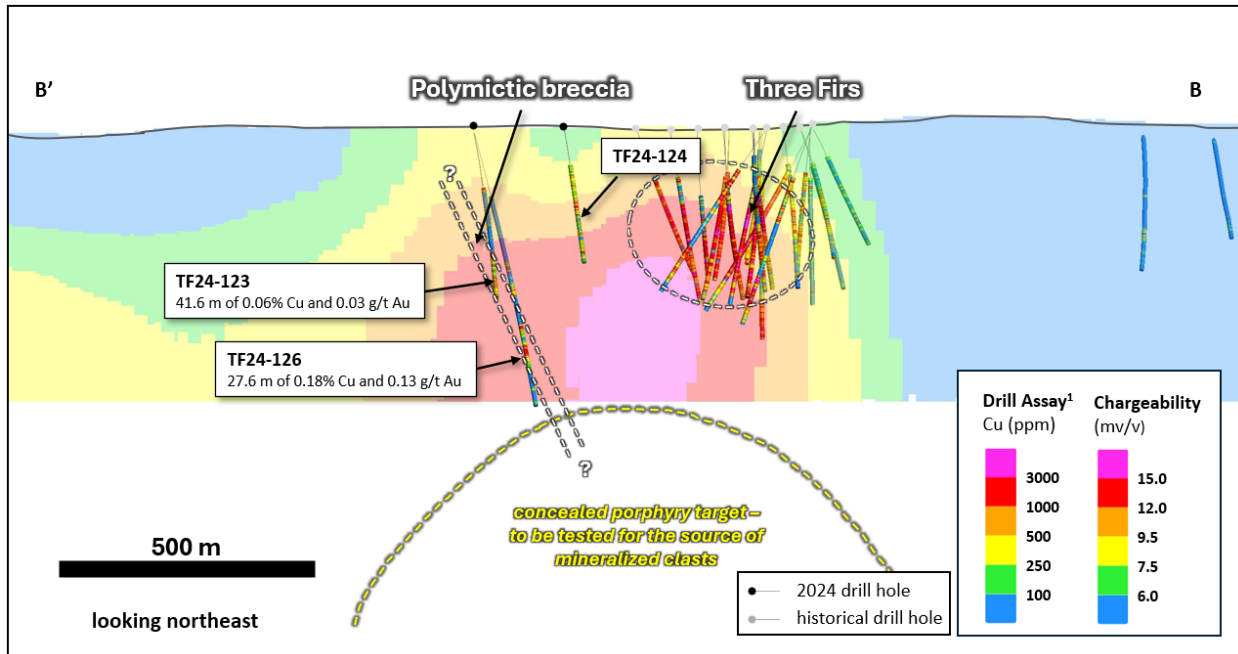 B’
Polymictic breccia
Three Firs
B
?
TF24-124
TF24-123
41.6 m of 0.06% Cu and 0.03 g/t Au
TF24-126
27.6 m of 0.18% Cu and 0.13 g/t Au
?
concealed porphyry target –
to be tested for the source of
mineralized clasts
500 m
looking northeast
2024 drill hole
historical drill hole
Drill Assay¹
Cu (ppm)
3000
1000
500
250
100
Chargeability
(mv/v)
15.0
12.0
9.5
7.5
6.0